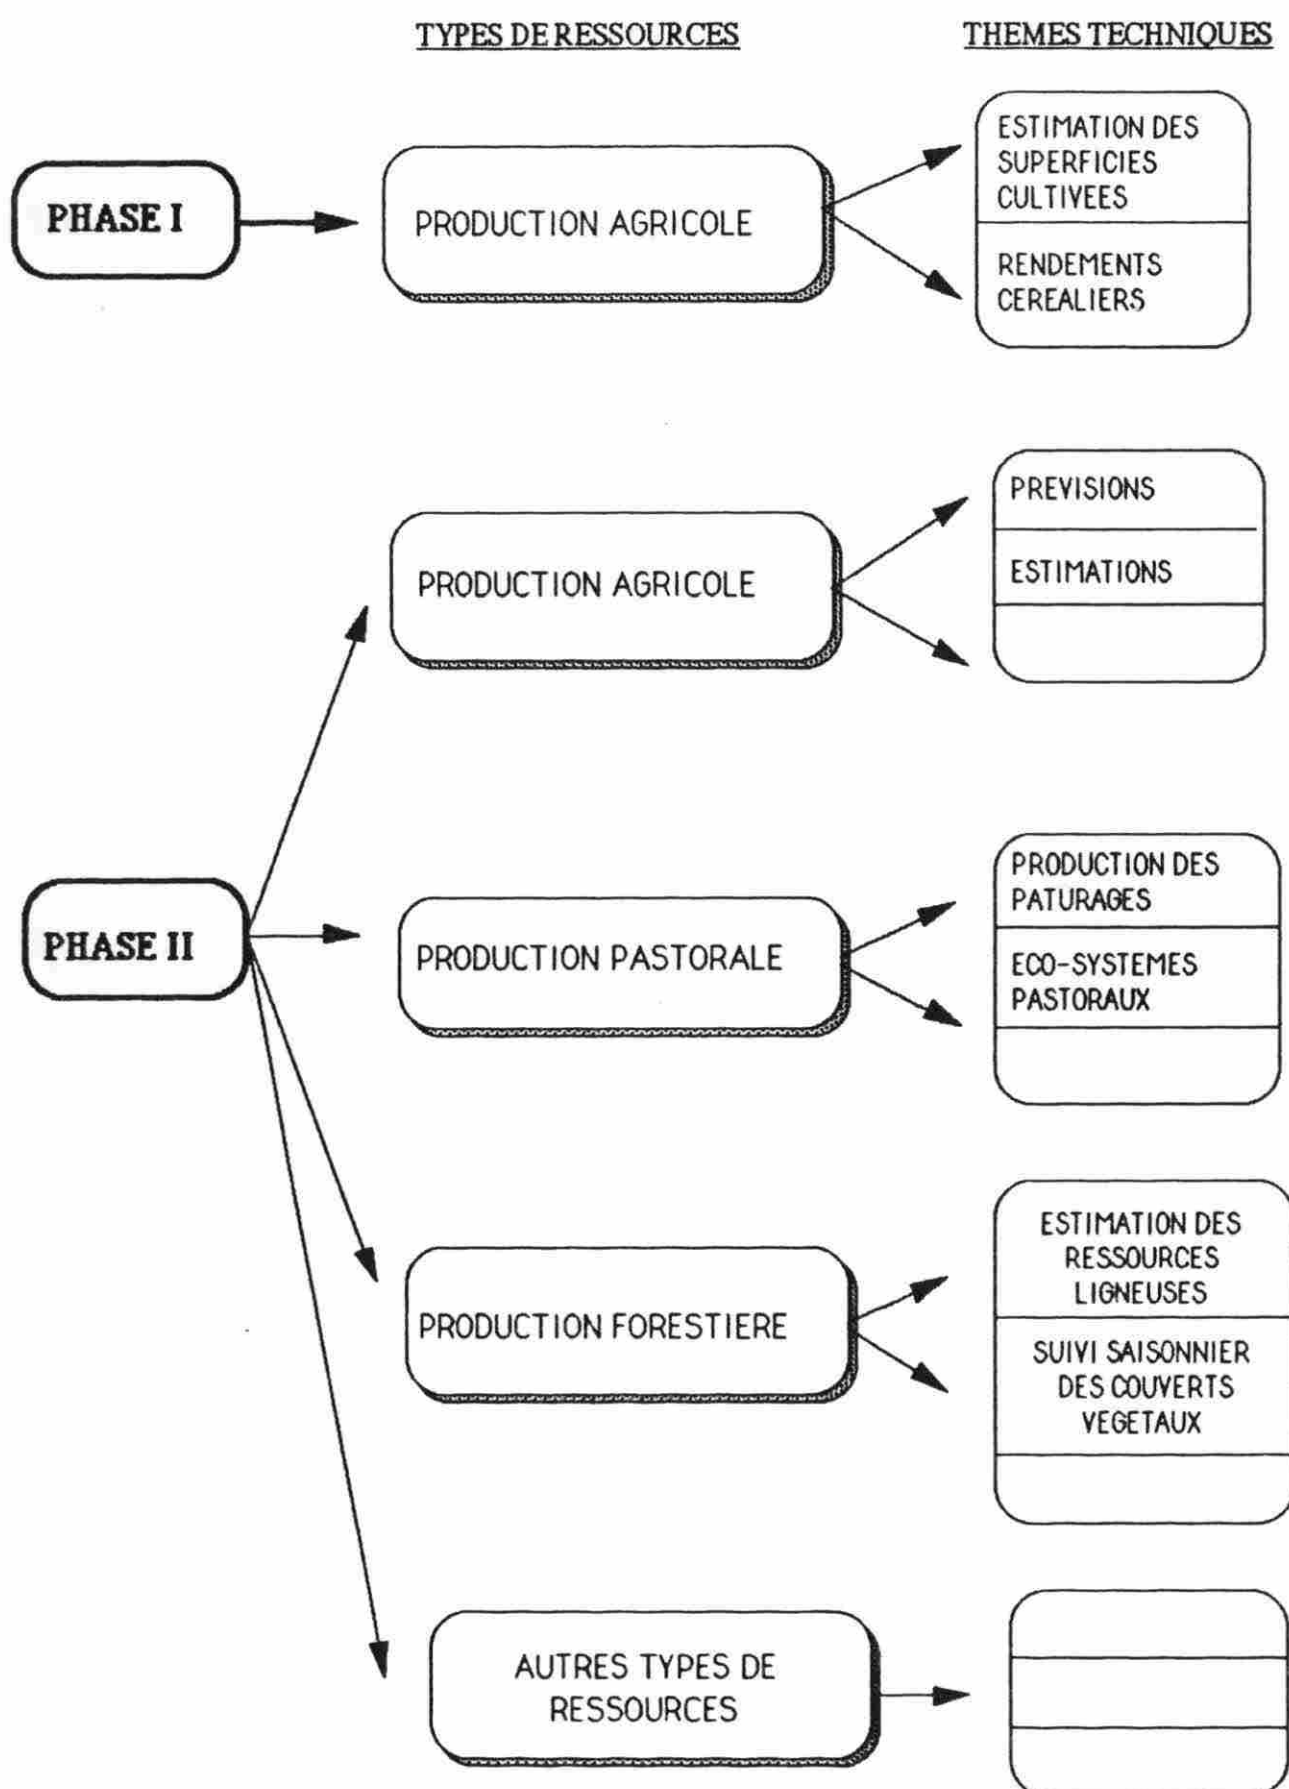 TYPES DE RESSOURCES
THEMES TECHNIQUES
PHASE I
PRODUCTION AGRICOLE
ESTIMATION DES
SUPERFICIES
CULTIVEES
RENDEMENTS
CEREALIERS
PRODUCTION AGRICOLE
PREVISIONS
ESTIMATIONS
PHASE II
PRODUCTION PASTORALE
PRODUCTION DES
PATURAGES
ECO-SYSTEMES
PASTORAUX
PRODUCTION FORESTIERE
ESTIMATION DES
RESSOURCES
LIGNEUSES
SUIVI SAISONNIER
DES COUVERTS
VEGETAUX
AUTRES TYPES DE
RESSOURCES